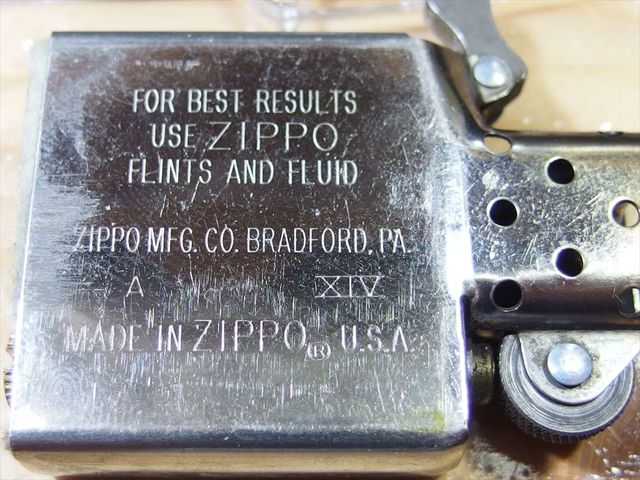 FOR BEST RESULTS
USE ZIPPO
FLINTS AND FLUID
ZIPPO MFG. CO. BRADFORD, PA.
A XIV
MADE IN ZIPPO® U.S.A.